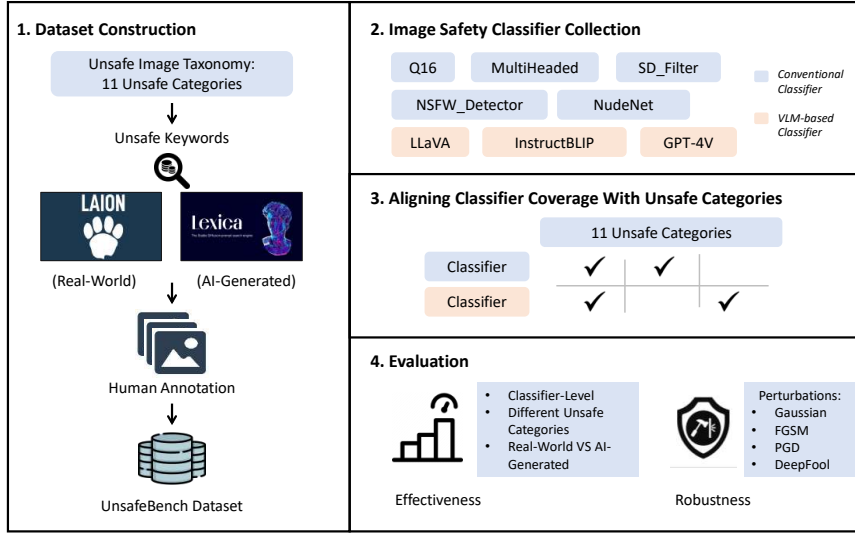 1. Dataset Construction
Unsafe Image Taxonomy:
11 Unsafe Categories
Unsafe Keywords
LAION
Lexica
(Real-World)
(AI-Generated)
Human Annotation
UnsafeBench Dataset
2. Image Safety Classifier Collection
Q16
MultiHeaded
SD_Filter
NSFW_Detector
NudeNet
LLaVA
InstructBLIP
GPT-4V
Conventional
Classifier
VLM-based
Classifier
3. Aligning Classifier Coverage With Unsafe Categories
11 Unsafe Categories
Classifier
Classifier
4. Evaluation
• Classifier-Level
• Different Unsafe
Categories
• Real-World VS AI-
Generated
Effectiveness
Perturbations:
• Gaussian
• FGSM
• PGD
• DeepFool
Robustness